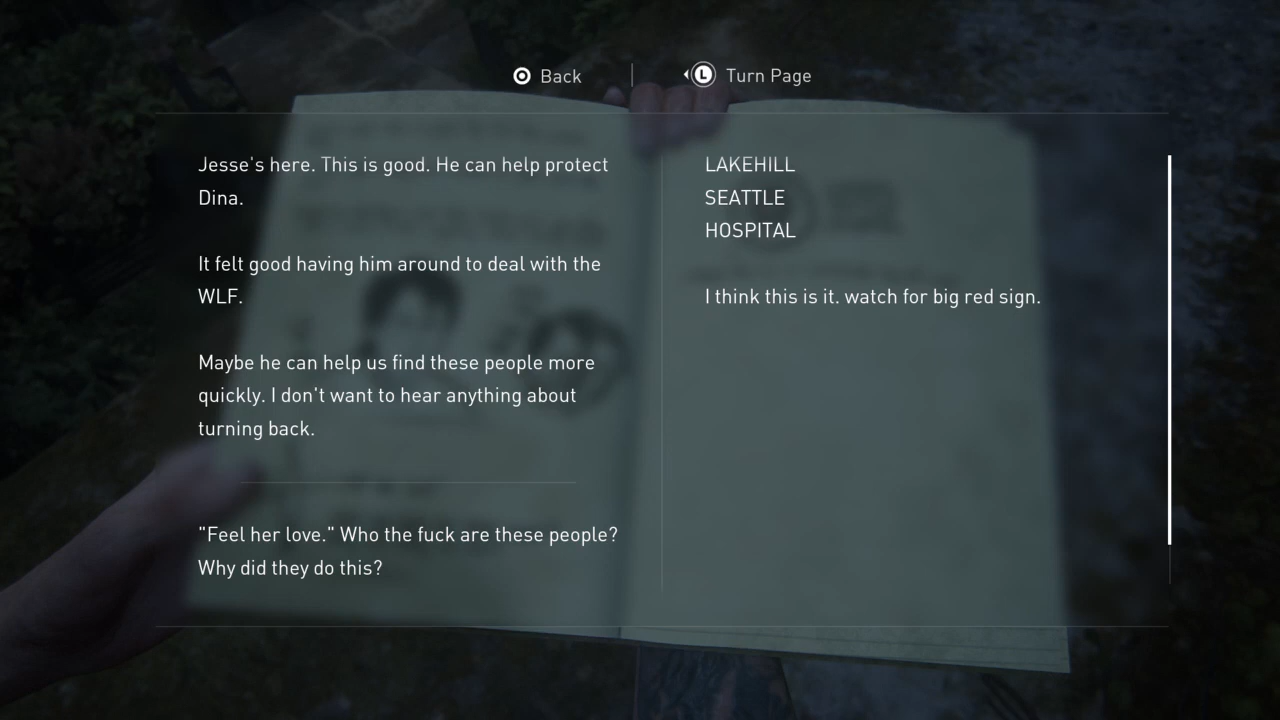 Back
L Turn Page
Jesse's here. This is good. He can help protect
Dina.
It felt good having him around to deal with the
WLF.
Maybe he can help us find these people more
quickly. I don't want to hear anything about
turning back.
"Feel her love." Who the fuck are these people?
Why did they do this?
LAKEHILL
SEATTLE
HOSPITAL
I think this is it. watch for big red sign.